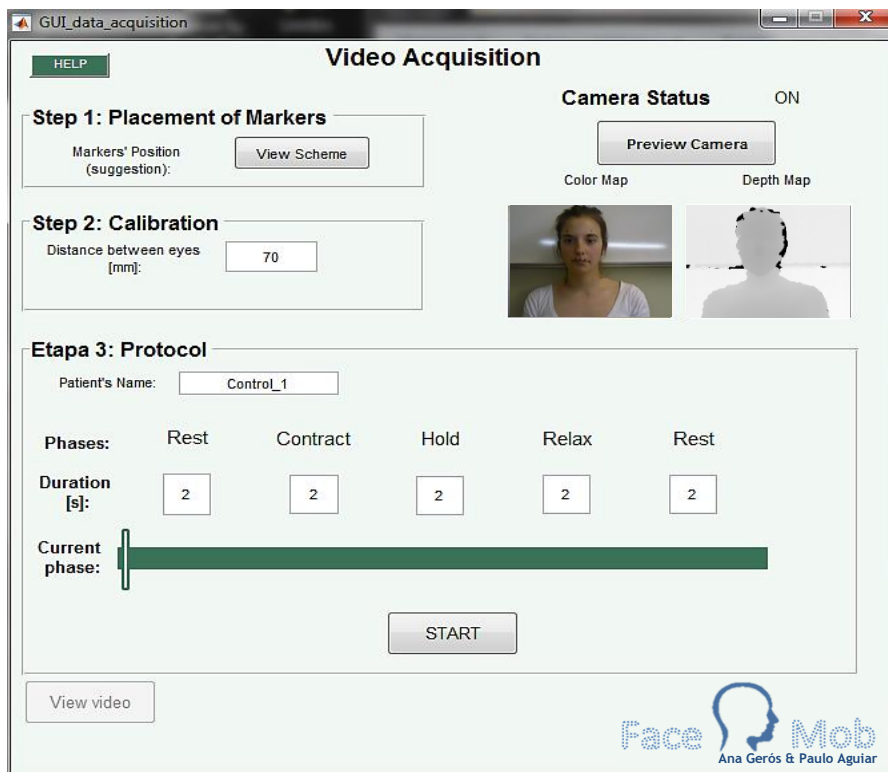 GUI_data_acquisition
HELP
Video Acquisition
Camera Status ON
Step 1: Placement of Markers
Markers' Position
(suggestion):
View Scheme
Preview Camera
Color Map Depth Map
Step 2: Calibration
Distance between eyes
[mm]:
70
Etapa 3: Protocol
Patient's Name: Control_1
Phases: Rest Contract Hold Relax Rest
Duration
[s]:
2 2 2 2 2
Current
phase:
START
View video
Face Mob
Ana Gerós & Paulo Aguiar